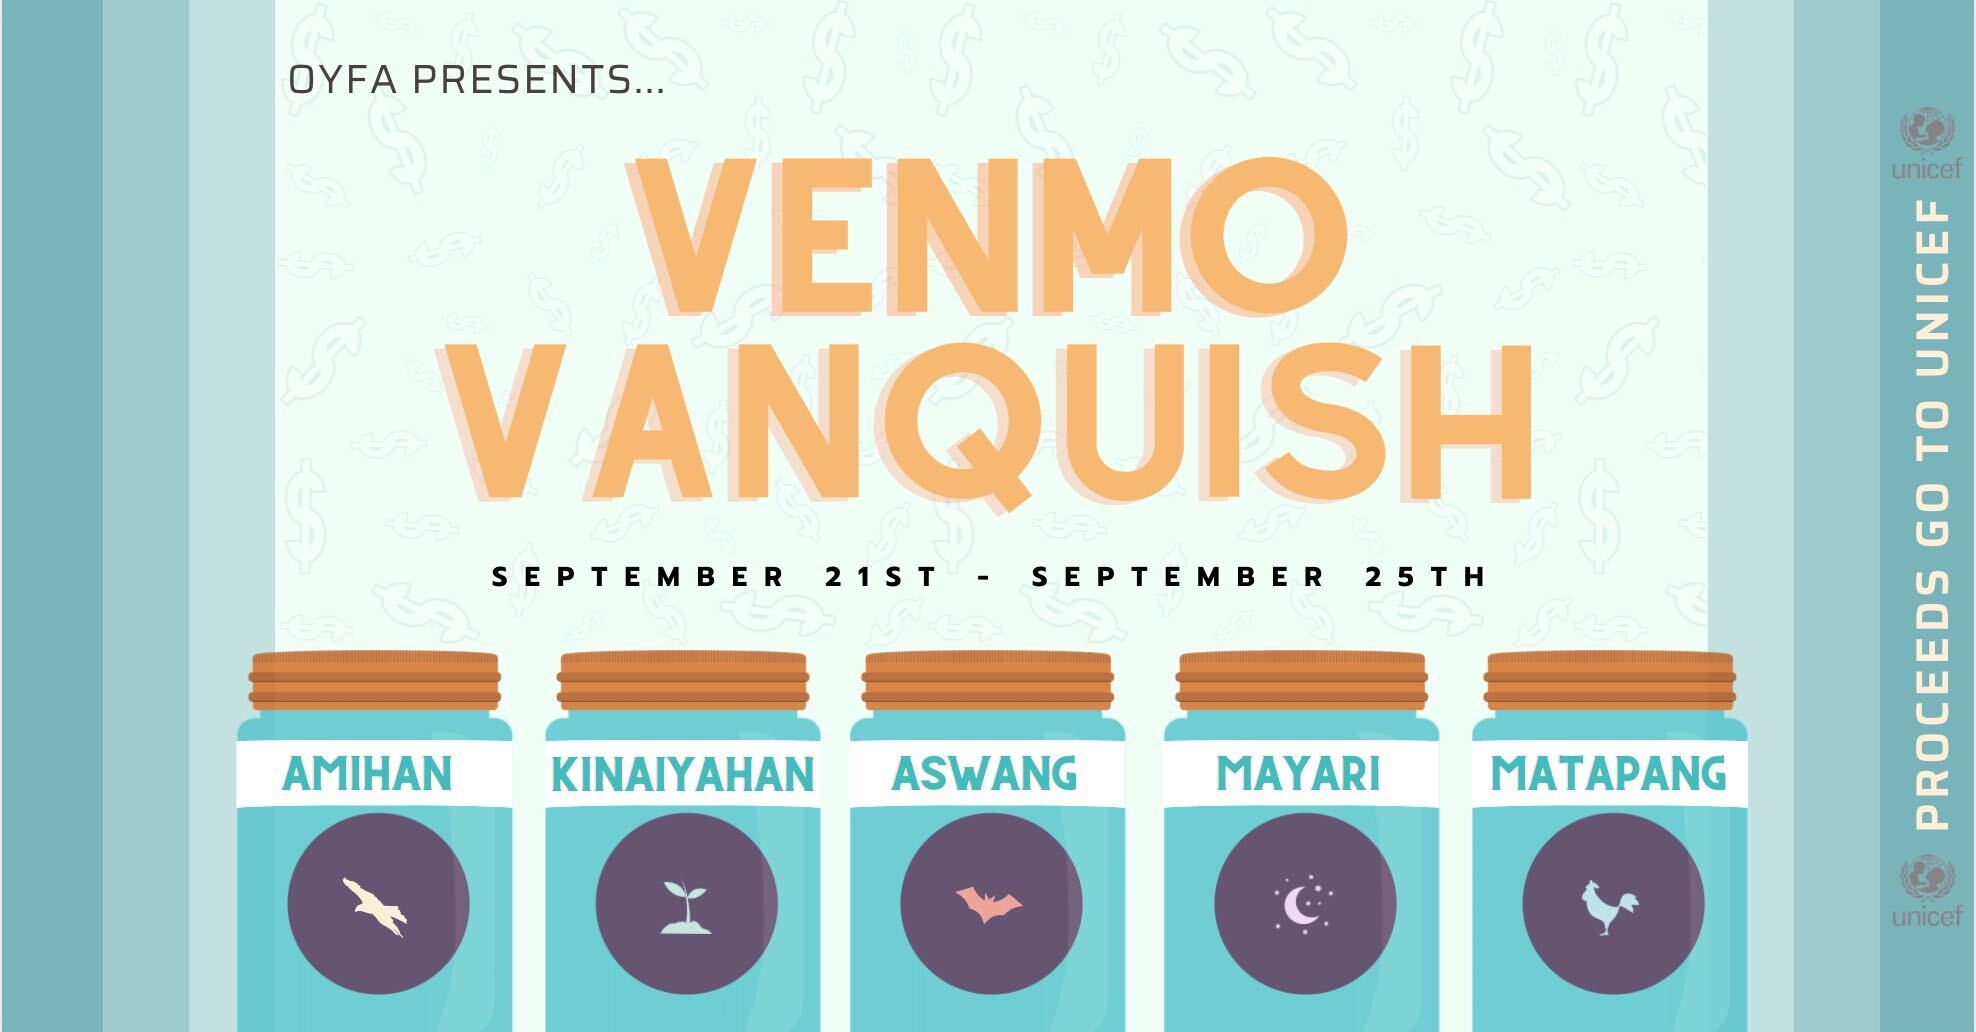 OYFA PRESENTS...
VENMO
VANQUISH
SEPTEMBER 21ST - SEPTEMBER 25TH
AMIHAN
KINAIYAHAN
ASWANG
MAYARI
MATAPANG
unicef
PROCEEDS GO TO UNICEF
unicef